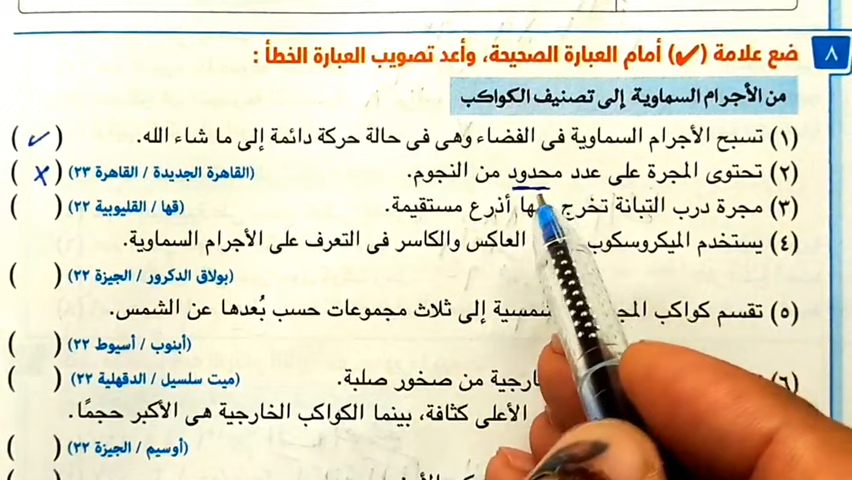 ٨ ضع علامة (✓) أمام العبارة الصحيحة، وأعد تصويب العبارة الخطأ :
من الأجرام السماوية إلى تصنيف الكواكب
(١) تسبح الأجرام السماوية فى الفضاء وهى فى حالة حركة دائمة إلى ما شاء الله. (✓)
(٢) تحتوى المجرة على عدد محدود من النجوم. (القاهرة الجديدة / القاهرة ٢٣) (✗)
(٣) مجرة درب التبانة تخرج أذرع مستقيمة. (قها / القليوبية ٢٢) ( )
(٤) يستخدم الميكروسكوب العاكس والكاسر فى التعرف على الأجرام السماوية.
(بولاق الدكرور / الجيزة ٢٢) ( )
(٥) تقسم كواكب إلى ثلاث مجموعات حسب بُعدها عن الشمس.
(أبنوب / أسيوط ٢٢) ( )
(٦) من صخور صلبة. (ميت سلسيل / الدقهلية ٢٢) ( )
الأعلى كثافة، بينما الكواكب الخارجية هى الأكبر حجمًا.
(أوسيم / الجيزة ٢٢) ( )